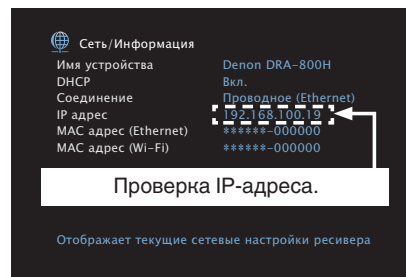 Сеть/Информация
Имя устройства Denon DRA-800H
DHCP Вкл.
Соединение Проводное (Ethernet)
IP адрес 192.168.100.19
MAC адрес (Ethernet) ******-000000
MAC адрес (Wi-Fi) ******-000000
Проверка IP-адреса.
Отображает текущие сетевые настройки ресивера